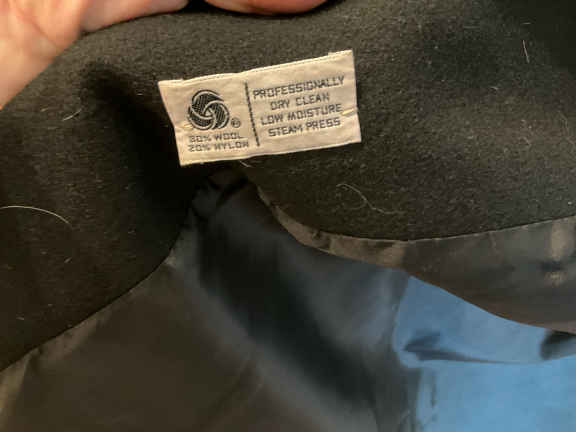 PROFESSIONALLY
DRY CLEAN
LOW MOISTURE
STEAM PRESS
80% WOOL
20% NYLON